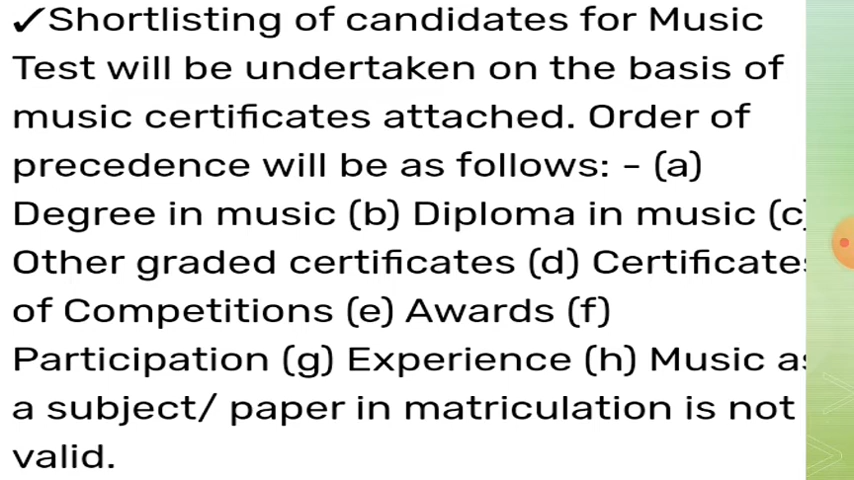 ✓Shortlisting of candidates for Music
Test will be undertaken on the basis of
music certificates attached. Order of
precedence will be as follows: - (a)
Degree in music (b) Diploma in music (c)
Other graded certificates (d) Certificates
of Competitions (e) Awards (f)
Participation (g) Experience (h) Music as
a subject/ paper in matriculation is not
valid.